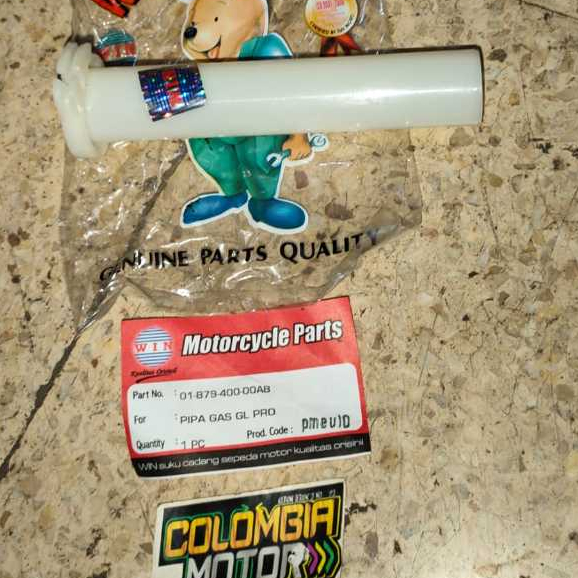 GENUINE PARTS QUALITY
WIN
Motorcycle Parts
Kualitas Orisinil
Part No. : 01-879-400-00AB
For : PIPA GAS GL PRO
Quantity : 1 PC Prod. Code : pmeu10
WIN suku cadang sepeda motor kualitas orisinil
COLOMBIA
MOTOR